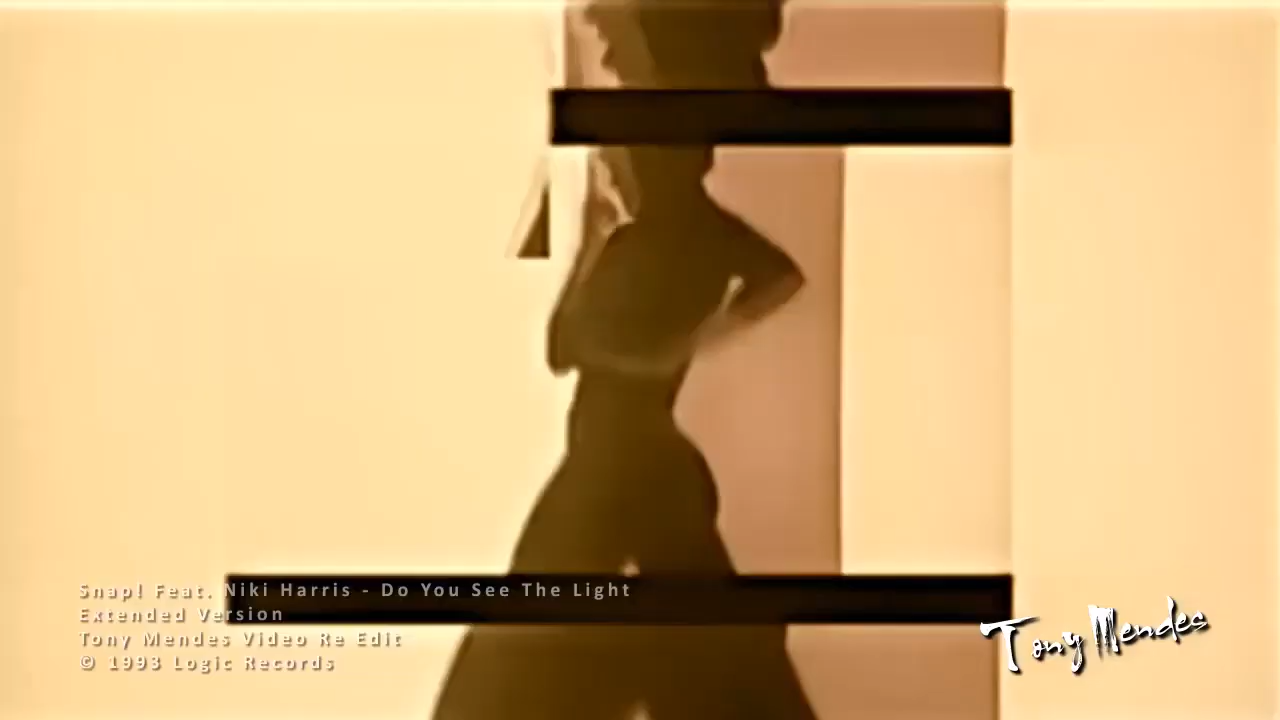 Snap! Feat. Niki Harris - Do You See The Light
Extended Version
Tony Mendes Video Re Edit
© 1993 Logic Records
Tony Mendes